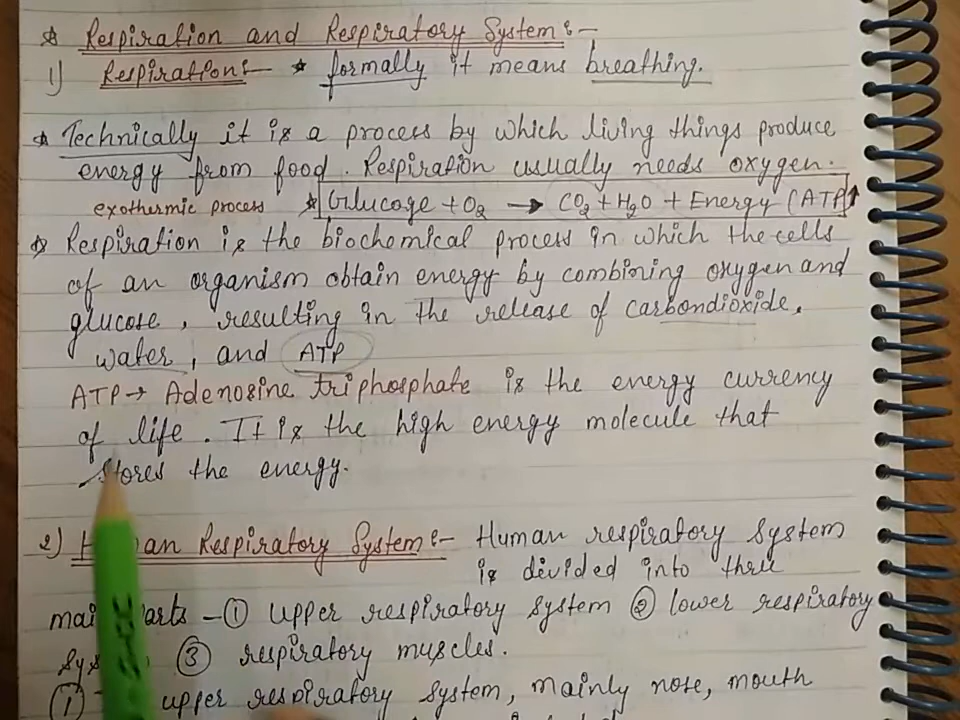 ☆ Respiration and Respiratory System:-
1) Respiration:- ★ formally it means breathing.
★ Technically it is a process by which living things produce
energy from food. Respiration usually needs oxygen.
exothermic process ★ Glucose + O2 → CO2 + H2O + Energy (ATP)↑
☆ Respiration is the biochemical process in which the cells
of an organism obtain energy by combining oxygen and
glucose, resulting in the release of carbondioxide,
water, and ATP
ATP → Adenosine triphosphate is the energy currency
of life. It is the high energy molecule that
stores the energy.
2) Human Respiratory System:- Human respiratory system
is divided into three
main parts - ① Upper respiratory system ② lower respiratory
system ③ respiratory muscles.
① upper respiratory system, mainly nose, mouth